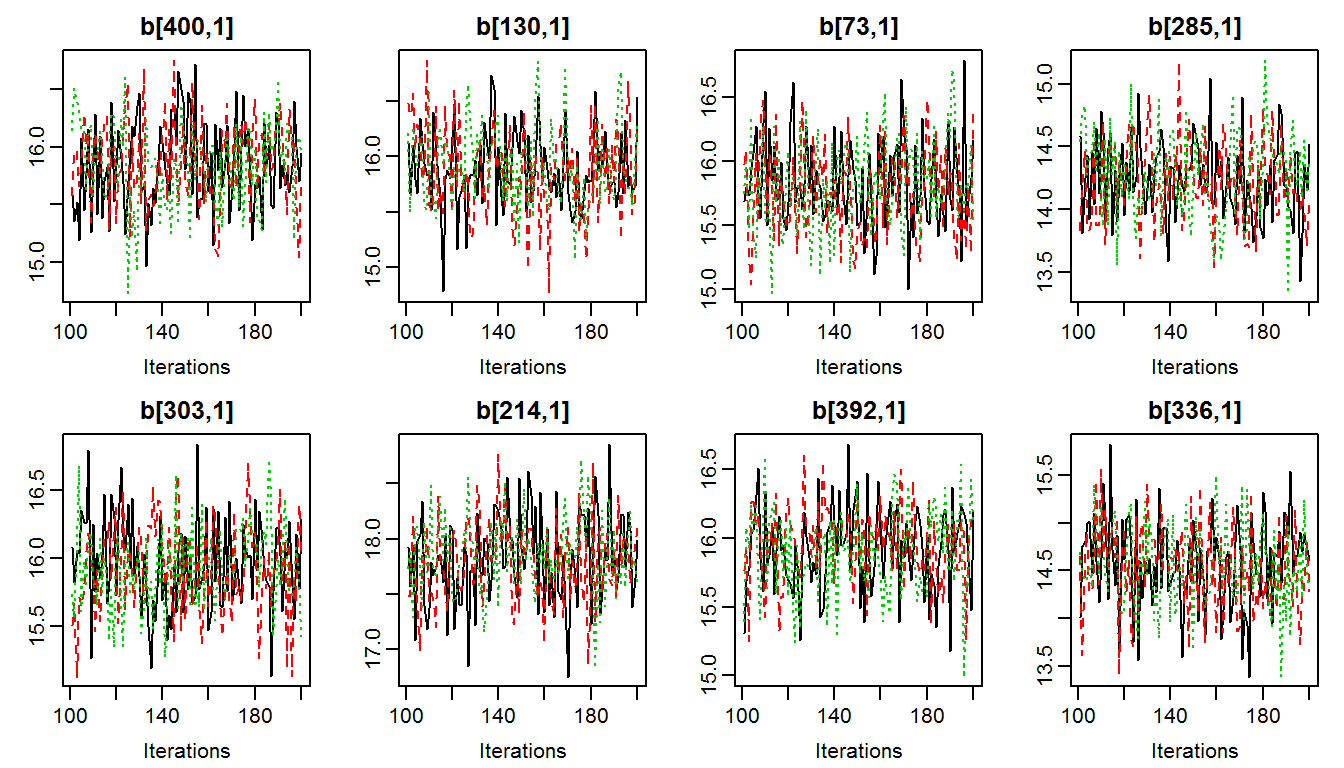 b[400,1] b[130,1] b[73,1] b[285,1]
16.0 15.0 16.0 15.0 16.5 16.0 15.5 15.0 15.0 14.5 14.0 13.5
100 140 180 100 140 180 100 140 180 100 140 180
Iterations Iterations Iterations Iterations
b[303,1] b[214,1] b[392,1] b[336,1]
16.5 16.0 15.5 18.0 17.0 16.5 16.0 15.5 15.0 15.5 14.5 13.5
100 140 180 100 140 180 100 140 180 100 140 180
Iterations Iterations Iterations Iterations